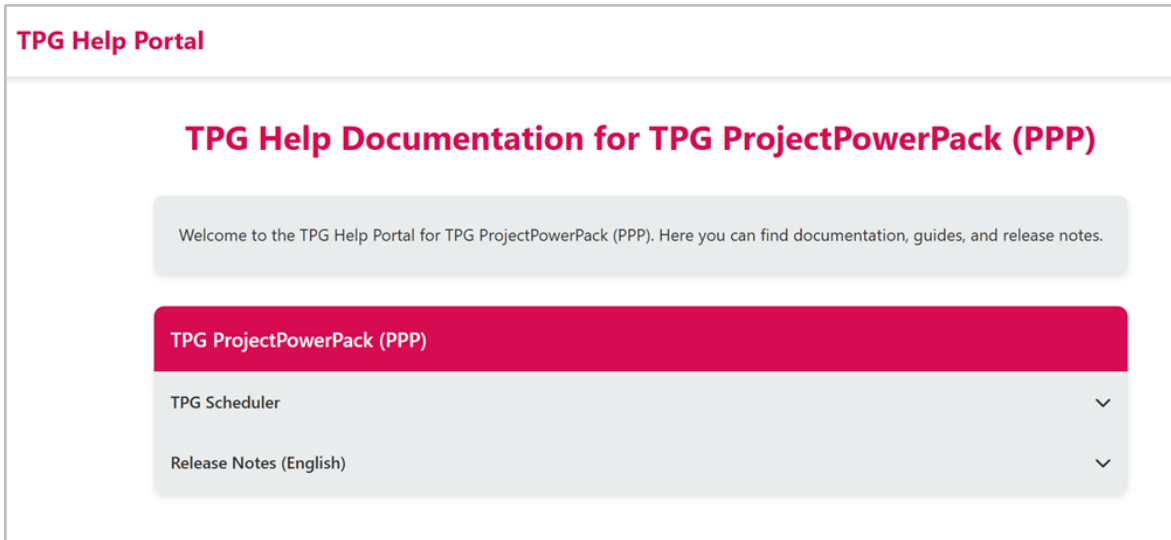 TPG Help Portal
TPG Help Documentation for TPG ProjectPowerPack (PPP)
Welcome to the TPG Help Portal for TPG ProjectPowerPack (PPP). Here you can find documentation, guides, and release notes.
TPG ProjectPowerPack (PPP)
TPG Scheduler
Release Notes (English)